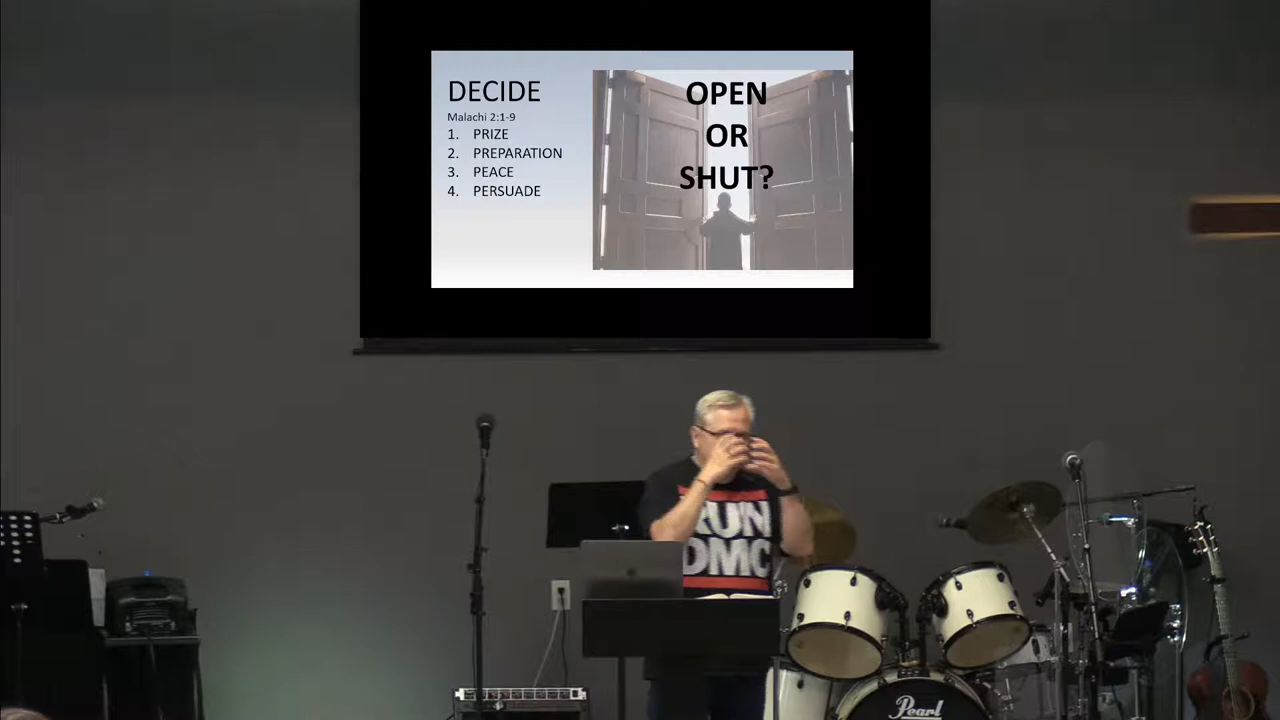 DECIDE
Malachi 2:1-9
1. PRIZE
2. PREPARATION
3. PEACE
4. PERSUADE
OPEN
OR
SHUT?
RUN
DMC
Pearl